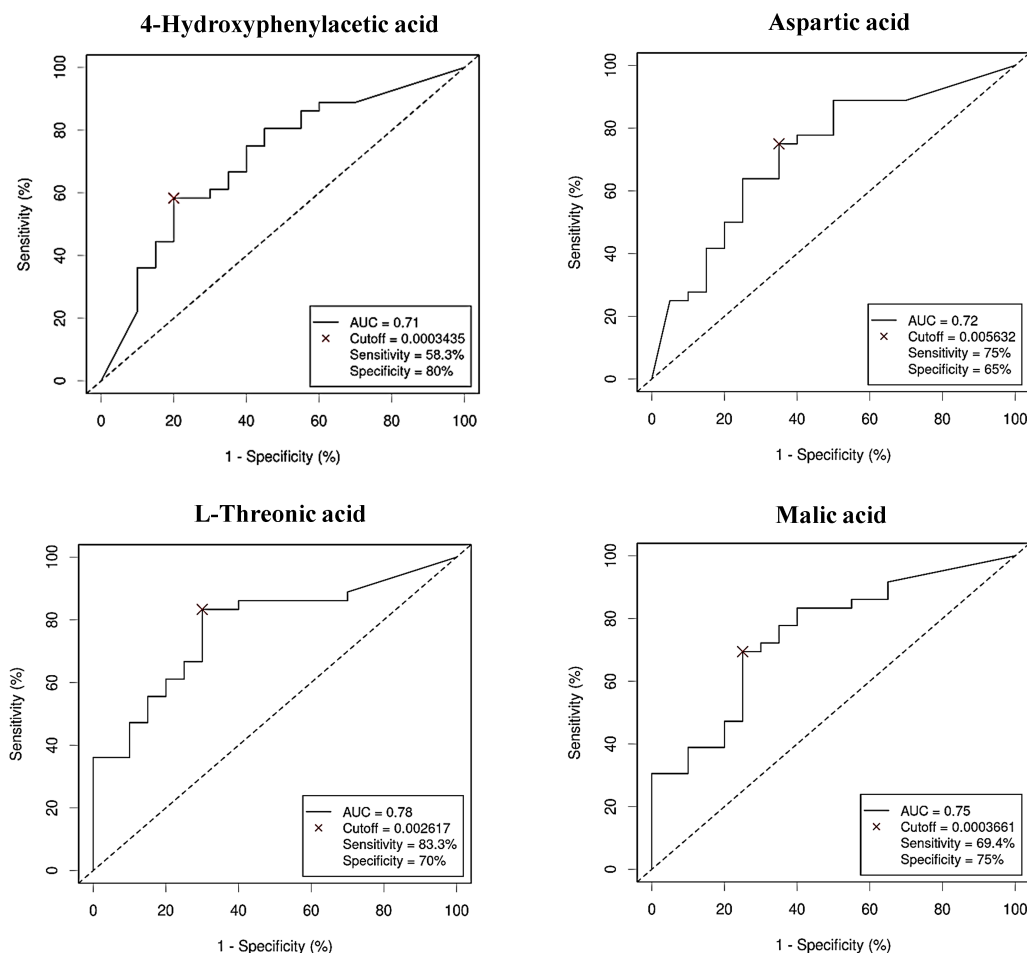 4-Hydroxyphenylacetic acid
Sensitivity (%)
100
80
60
40
20
0
AUC = 0.71
Cutoff = 0.0003435
Sensitivity = 58.3%
Specificity = 80%
0 20 40 60 80 100
1 - Specificity (%)
Aspartic acid
Sensitivity (%)
100
80
60
40
20
0
AUC = 0.72
Cutoff = 0.005632
Sensitivity = 75%
Specificity = 65%
0 20 40 60 80 100
1 - Specificity (%)
L-Threonic acid
Sensitivity (%)
100
80
60
40
20
0
AUC = 0.78
Cutoff = 0.002617
Sensitivity = 83.3%
Specificity = 70%
0 20 40 60 80 100
1 - Specificity (%)
Malic acid
Sensitivity (%)
100
80
60
40
20
0
AUC = 0.75
Cutoff = 0.0003661
Sensitivity = 69.4%
Specificity = 75%
0 20 40 60 80 100
1 - Specificity (%)